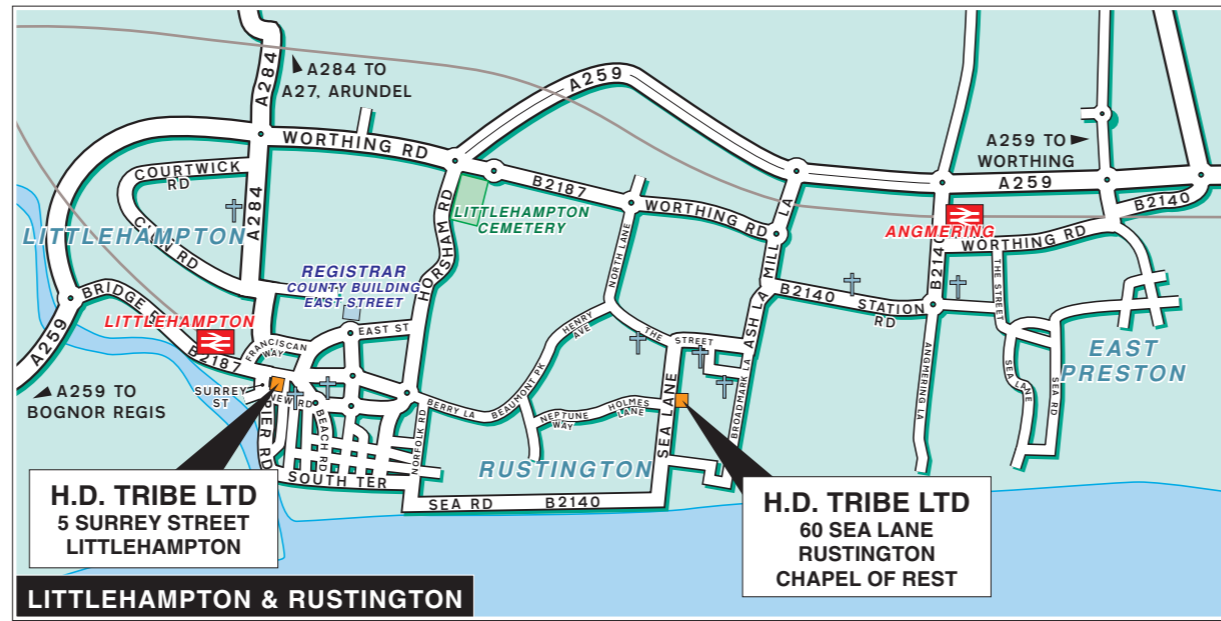 A259
A284
A284 TO
A27, ARUNDEL
WORTHING RD
A259 TO
WORTHING
A259
COURTWICK
RD
A284
HORSHAM RD
B2187
LITTLEHAMPTON
CEMETERY
WORTHING RD
MILL LA
ANGMERING
B2140
WORTHING RD
B2140
LITTLEHAMPTON
RD
REGISTRAR
COUNTY BUILDING
EAST STREET
NORTH LANE
THE STREET
B2140 STATION
RD
BRIDGE
LITTLEHAMPTON
B2187
A259
FRANCISCAN
WAY
EAST ST
HENRY
AVE
THE STREET
ASH LA
ANGMERING LA
EAST
PRESTON
A259 TO
BOGNOR REGIS
SURREY
ST
NEW RD
BEACH RD
PIER RD
NORFOLK RD
BERRY LA
BEAUMONT PK
NEPTUNE
WAY
HOLMES
LANE
SEA LANE
BROADMARK LA
SEA LANE
SEA RD
RUSTINGTON
SOUTH TER
SEA RD
B2140
H.D. TRIBE LTD
5 SURREY STREET
LITTLEHAMPTON
H.D. TRIBE LTD
60 SEA LANE
RUSTINGTON
CHAPEL OF REST
LITTLEHAMPTON & RUSTINGTON